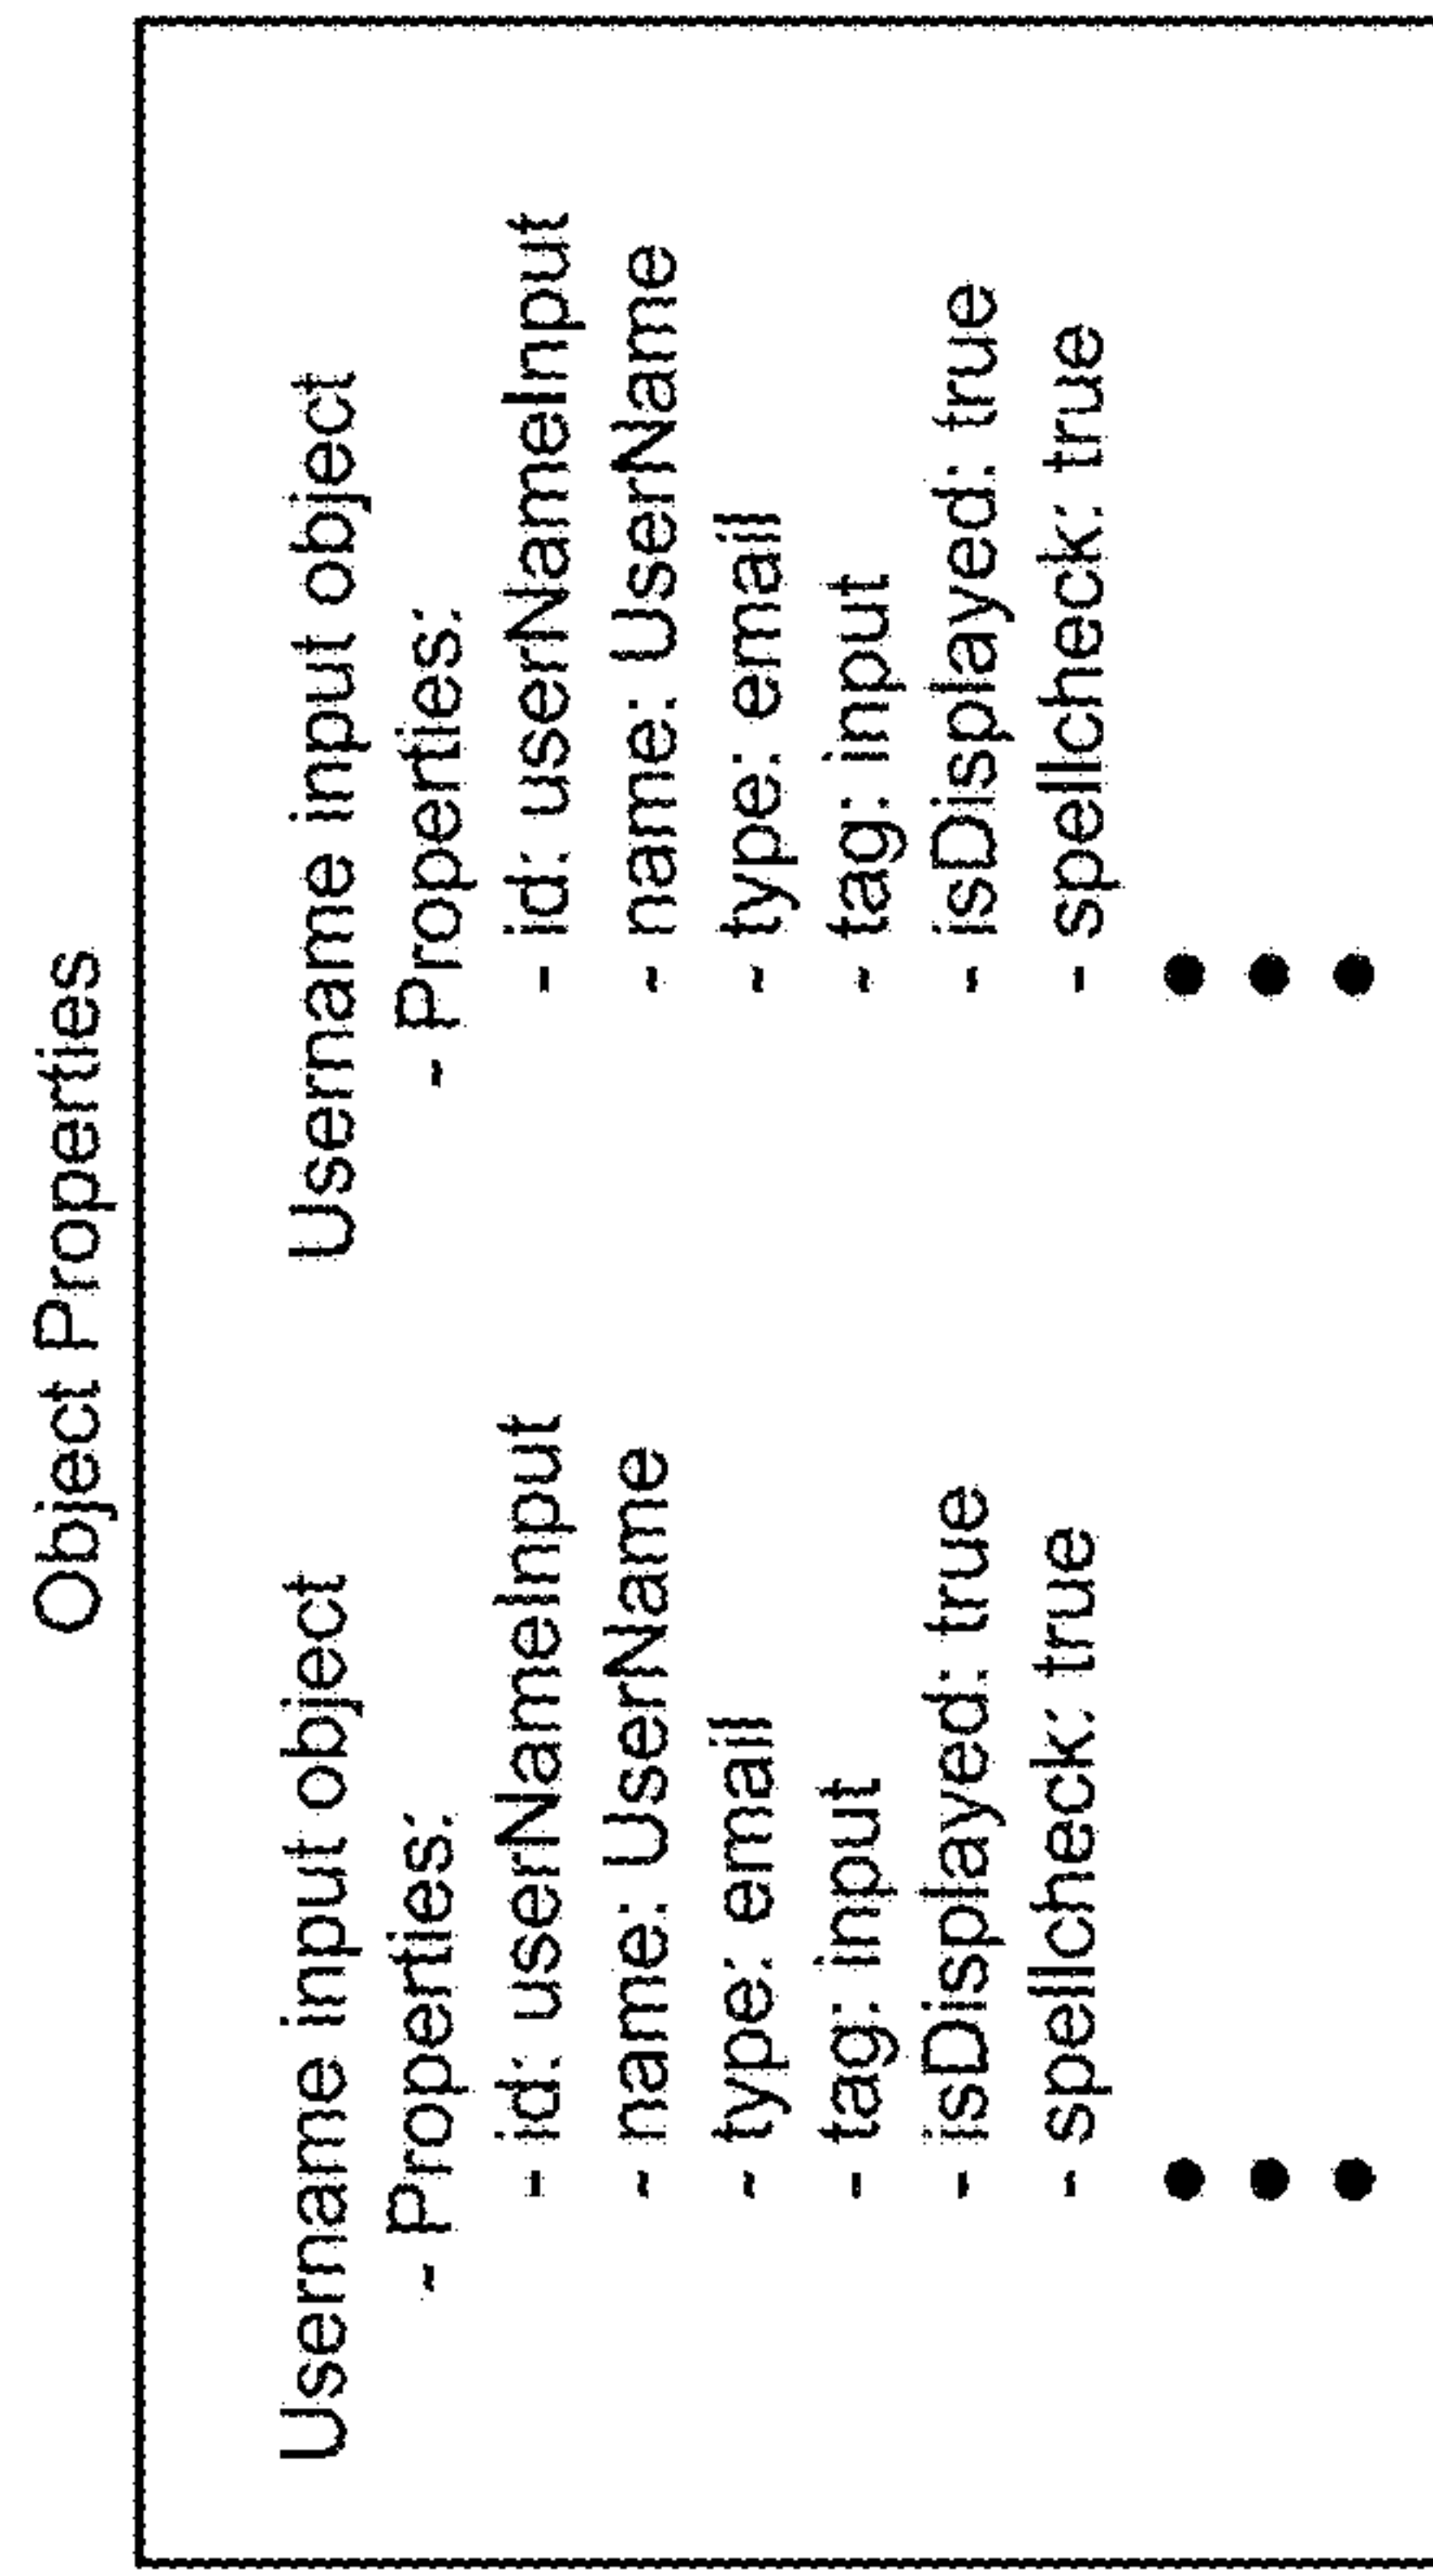 Object Properties
Username input object
- Properties:
- id: userNameInput
- name: UserName
- type: email
- tag: input
- isDisplayed: true
- spellcheck: true
Username input object
- Properties:
- id: userNameInput
- name: UserName
- type: email
- tag: input
- isDisplayed: true
- spellcheck: true